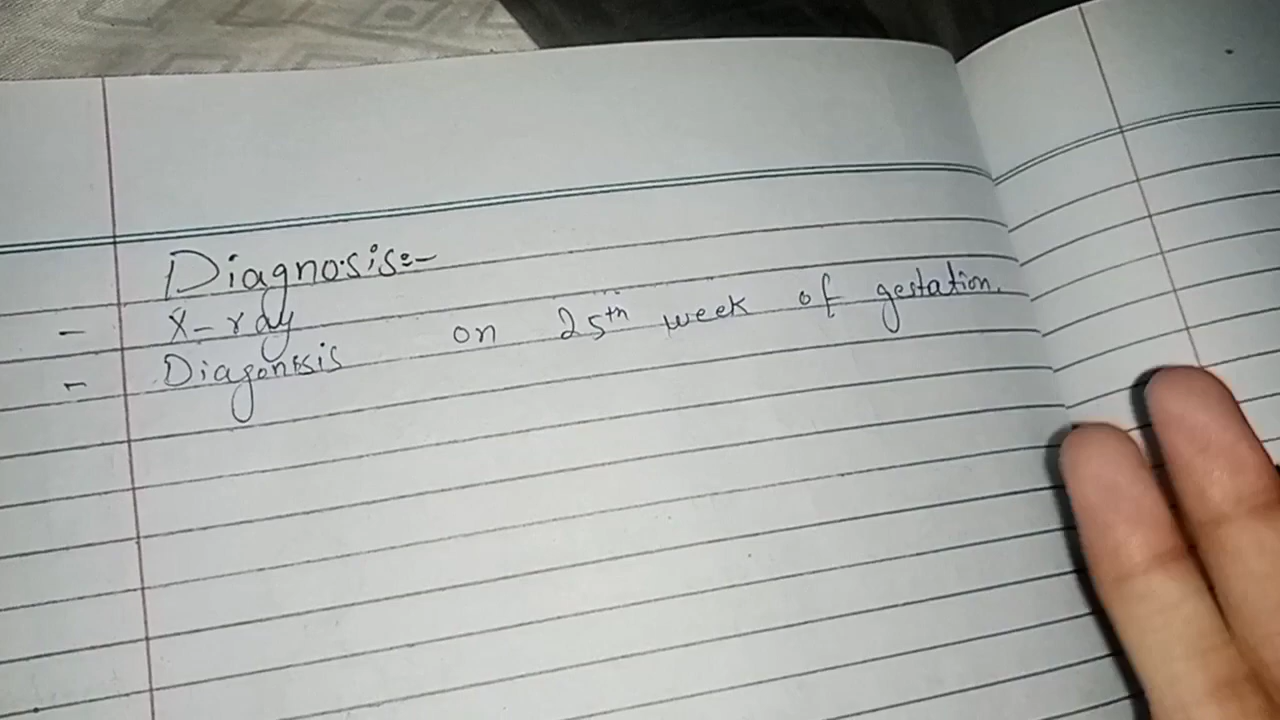 Diagnosis:-
- X-ray
- Diagonsis on 25th week of gestation.